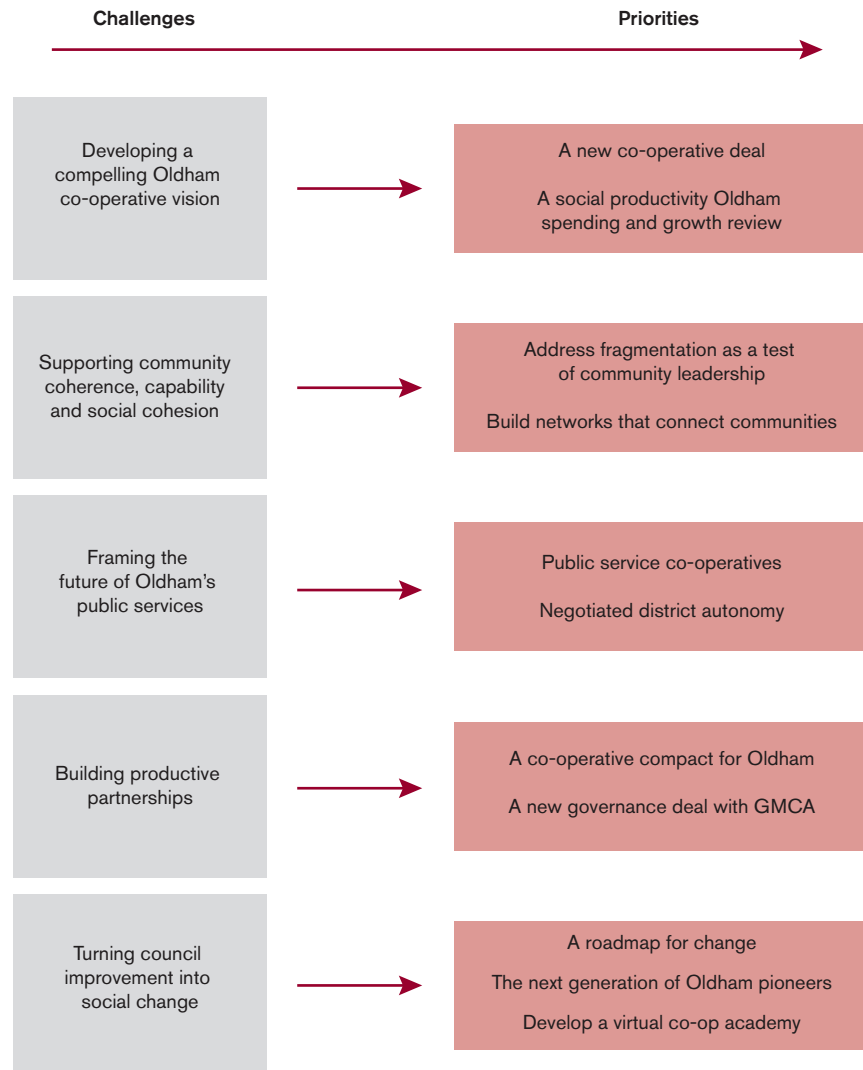 Challenges
Priorities
Developing a
compelling Oldham
co-operative vision
A new co-operative deal
A social productivity Oldham
spending and growth review
Supporting community
coherence, capability
and social cohesion
Address fragmentation as a test
of community leadership
Build networks that connect communities
Framing the
future of Oldham’s
public services
Public service co-operatives
Negotiated district autonomy
Building productive
partnerships
A co-operative compact for Oldham
A new governance deal with GMCA
Turning council
improvement into
social change
A roadmap for change
The next generation of Oldham pioneers
Develop a virtual co-op academy